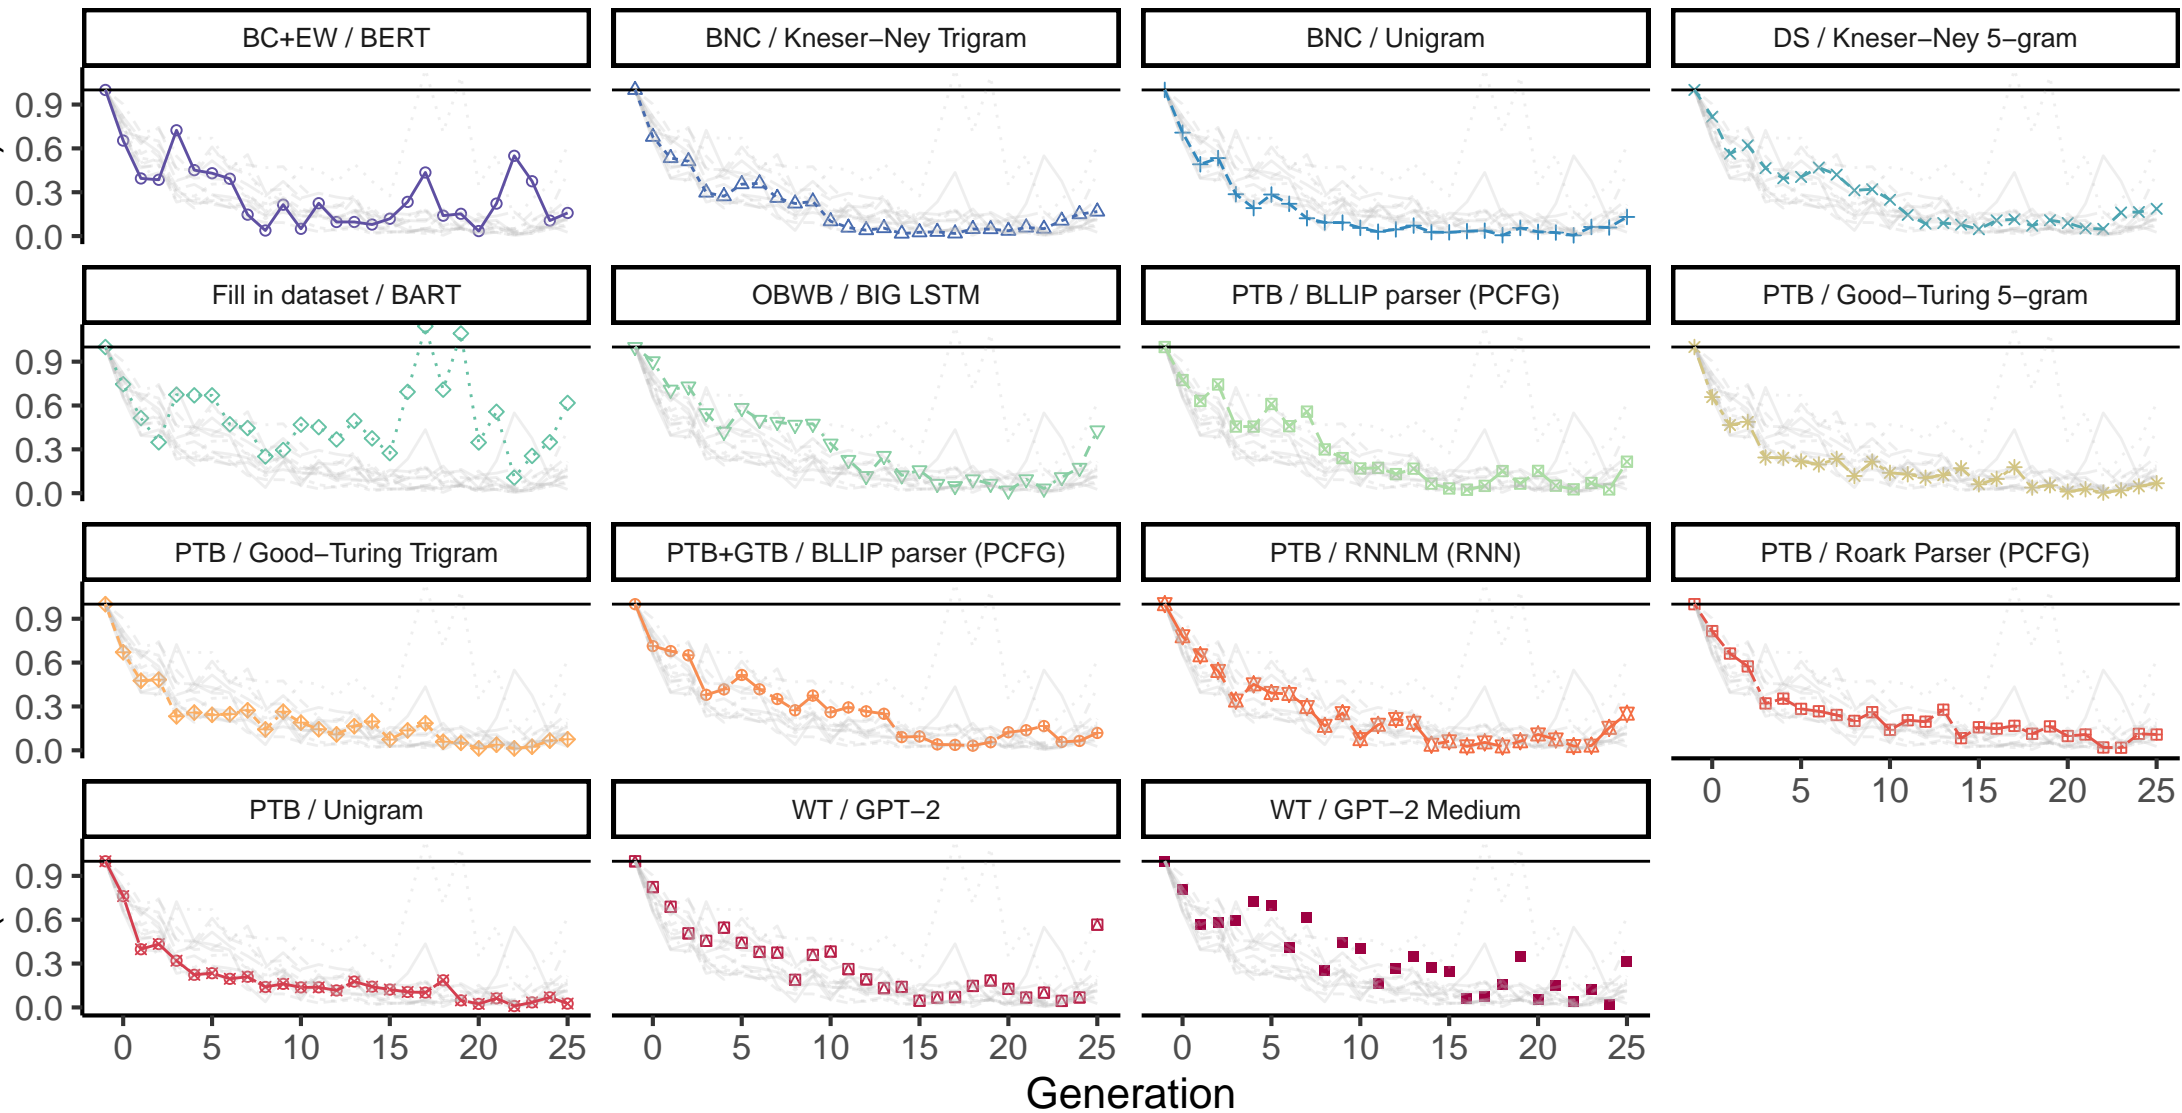 BC+EW / BERT
BNC / Kneser−Ney Trigram
BNC / Unigram
DS / Kneser−Ney 5−gram
0.9
0.6
0.3
0.0
Fill in dataset / BART
OBWB / BIG LSTM
PTB / BLLIP parser (PCFG)
PTB / Good−Turing 5−gram
0.9
0.6
0.3
0.0
PTB / Good−Turing Trigram
PTB+GTB / BLLIP parser (PCFG)
PTB / RNNLM (RNN)
PTB / Roark Parser (PCFG)
0.9
0.6
0.3
0.0
0 5 10 15 20 25
PTB / Unigram
WT / GPT−2
WT / GPT−2 Medium
0.9
0.6
0.3
0.0
0 5 10 15 20 25
0 5 10 15 20 25
0 5 10 15 20 25
Generation